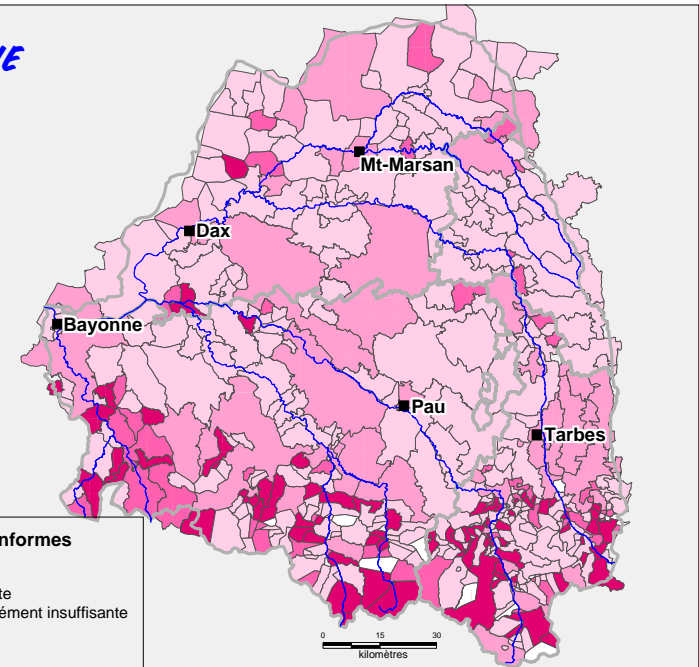 Mt-Marsan
Dax
Bayonne
Pau
Tarbes
nformes
te
ément insuffisante
0 15 30
kilomètres